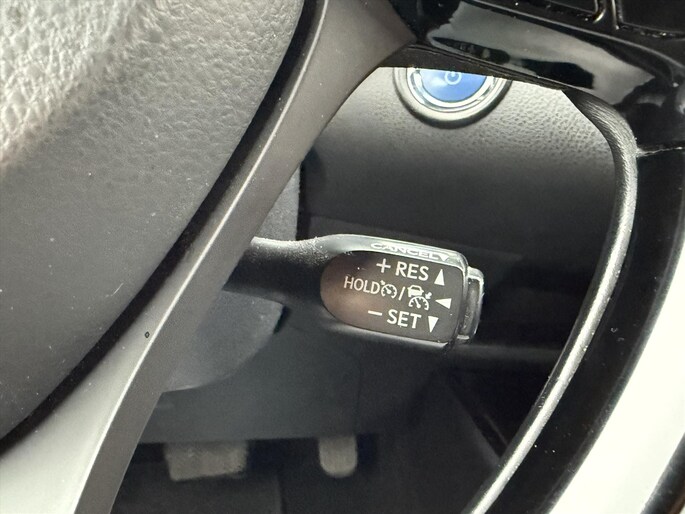 CANCEL
+ RES ▲
HOLD / ◀
− SET ▼